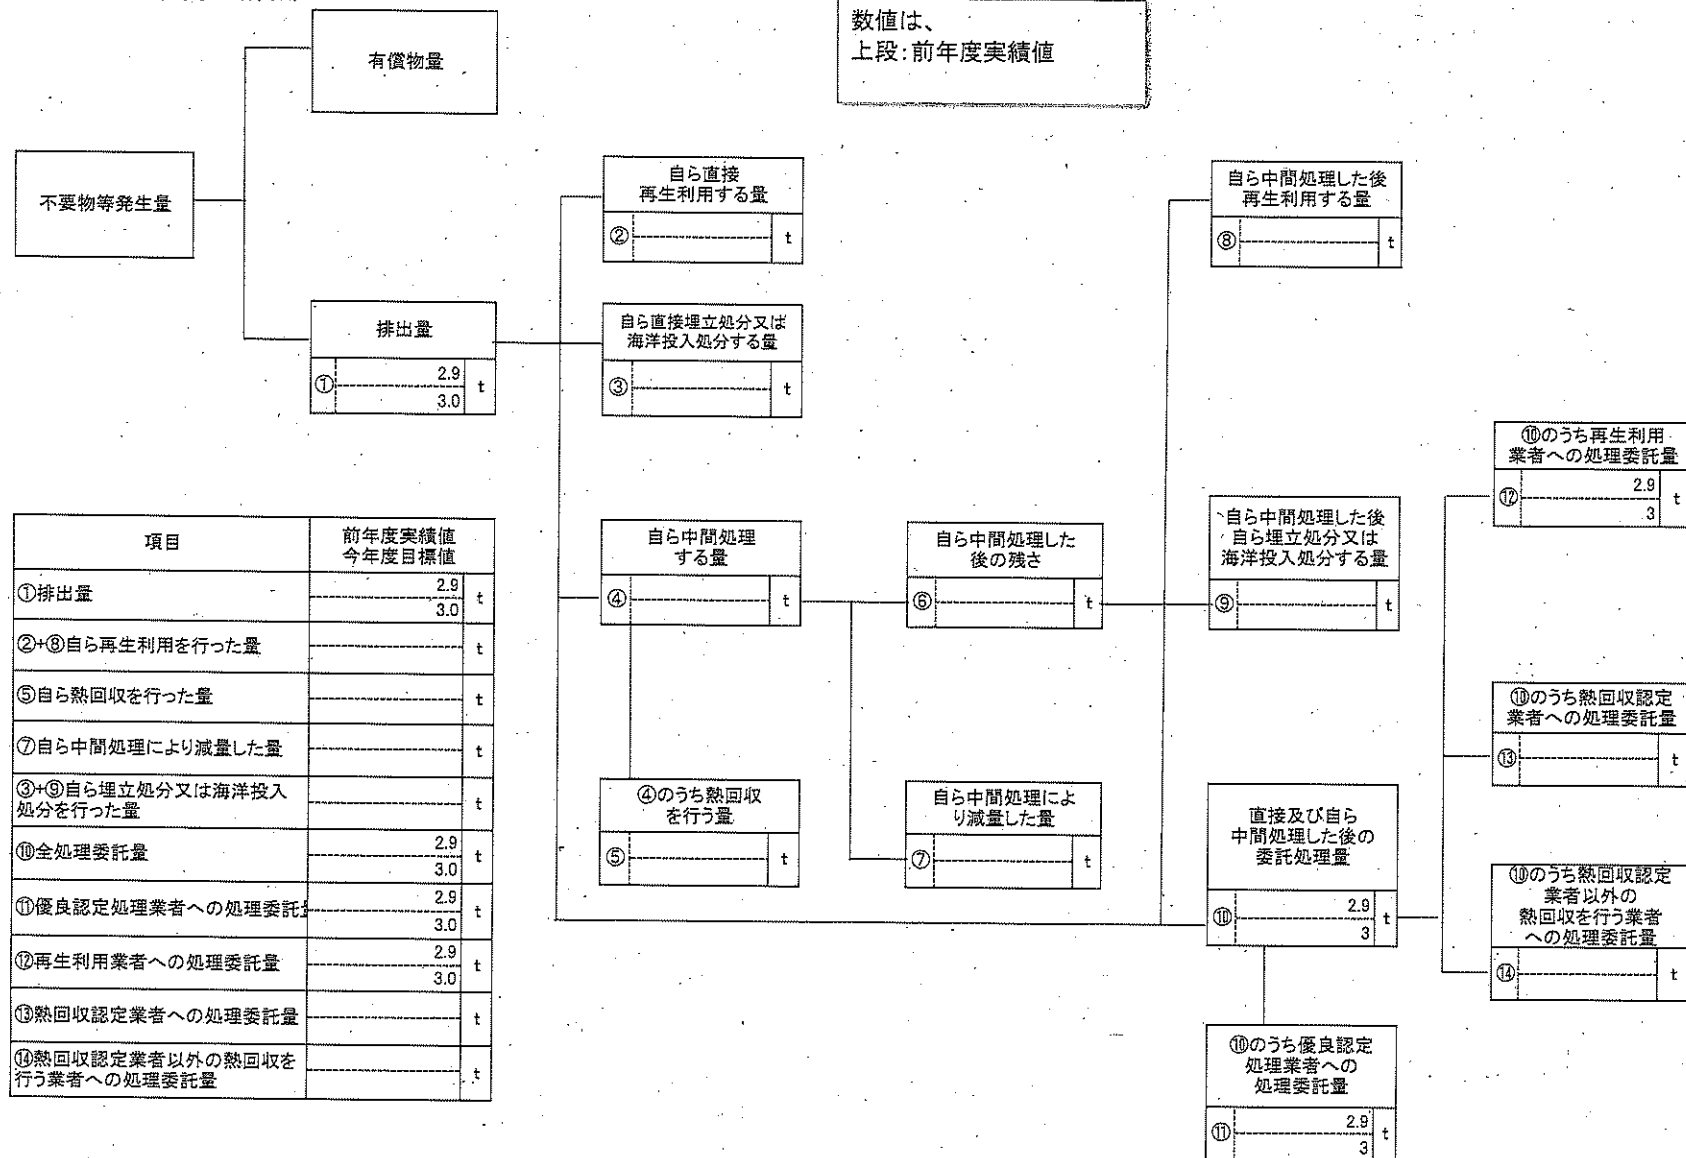 数値は、
上段:前年度実績値
有償物量
不要物等発生量
排出量
① 2.9 t
3.0
自ら直接
再生利用する量
② t
自ら直接埋立処分又は
海洋投入処分する量
③ t
自ら中間処理
する量
④ t
④のうち熱回収
を行う量
⑤ t
自ら中間処理した
後の残さ
⑥ t
自ら中間処理によ
り減量した量
⑦ t
自ら中間処理した後
再生利用する量
⑧ t
自ら中間処理した後
自ら埋立処分又は
海洋投入処分する量
⑨ t
直接及び自ら
中間処理した後の
委託処理量
⑩ 2.9 t
3
⑩のうち優良認定
処理業者への
処理委託量
⑪ 2.9 t
3
⑩のうち再生利用
業者への処理委託量
⑫ 2.9 t
3
⑩のうち熱回収認定
業者への処理委託量
⑬ t
⑩のうち熱回収認定
業者以外の
熱回収を行う業者
への処理委託量
⑭ t
項目 前年度実績値
今年度目標値
①排出量 2.9 t
3.0
②+⑧自ら再生利用を行った量 t
⑤自ら熱回収を行った量 t
⑦自ら中間処理により減量した量 t
③+⑨自ら埋立処分又は海洋投入
処分を行った量 t
⑩全処理委託量 2.9 t
3.0
⑪優良認定処理業者への処理委託 2.9 t
3.0
⑫再生利用業者への処理委託量 2.9 t
3.0
⑬熱回収認定業者への処理委託量 t
⑭熱回収認定業者以外の熱回収を
行う業者への処理委託量 t